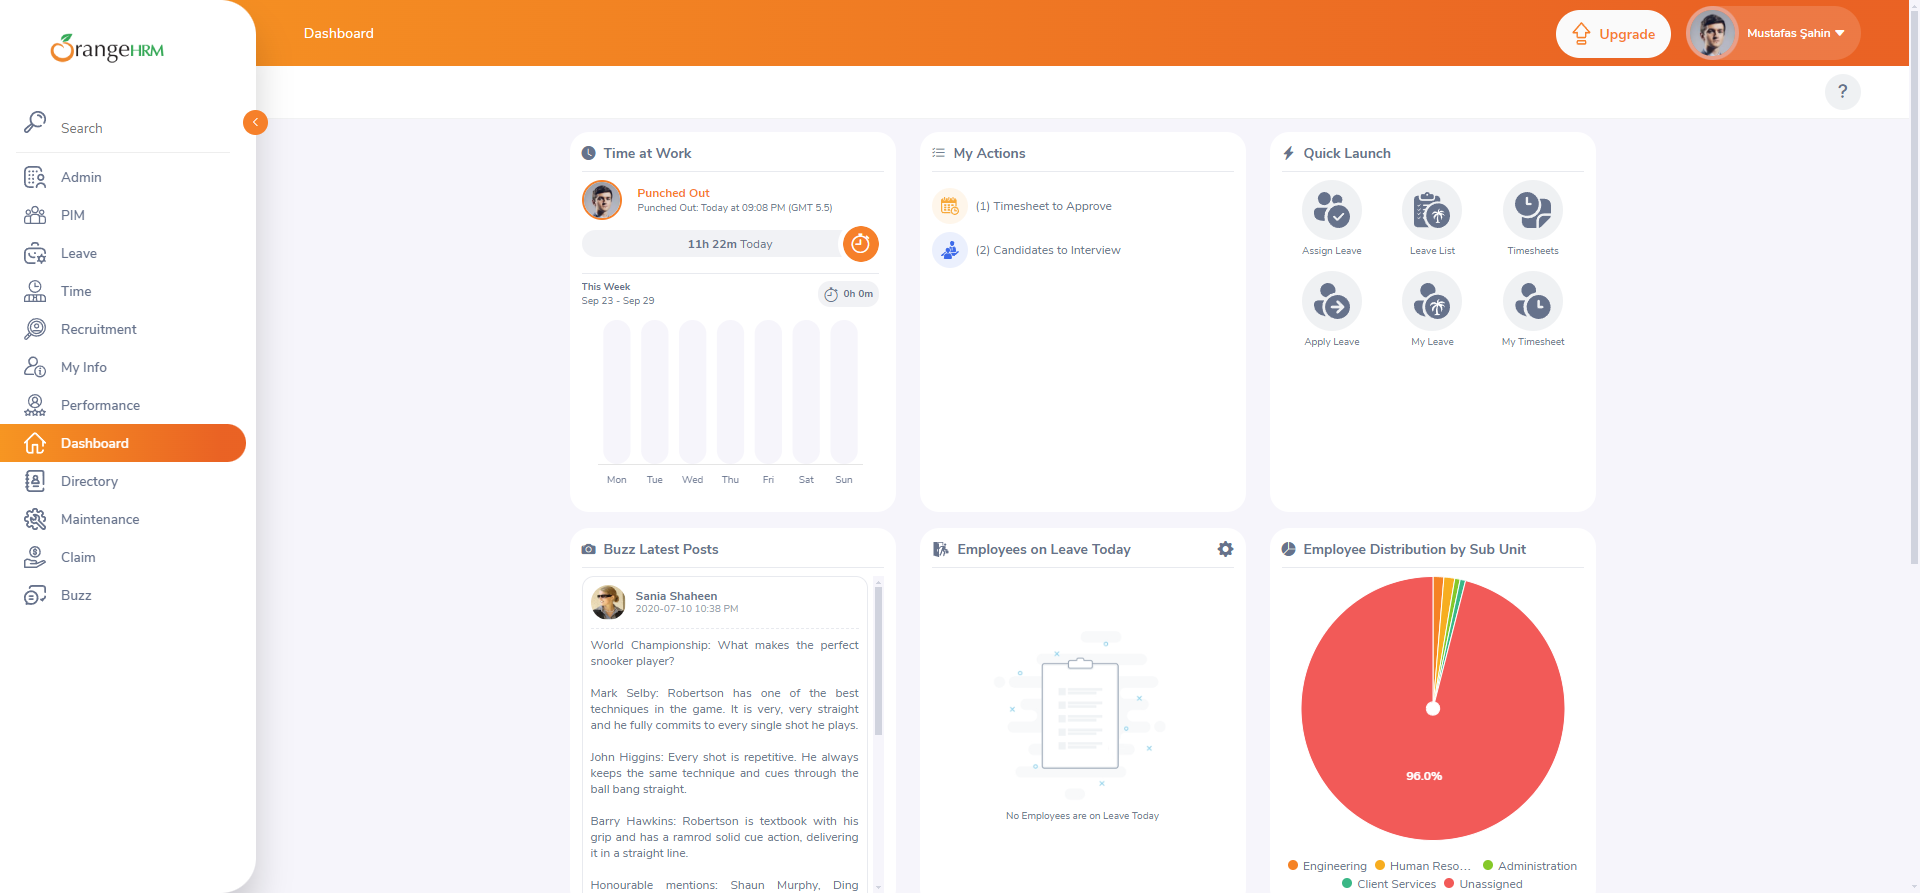 OrangeHRM
Dashboard
Upgrade
Mustafas Şahin
?
Search
Admin
PIM
Leave
Time
Recruitment
My Info
Performance
Dashboard
Directory
Maintenance
Claim
Buzz
Time at Work
Punched Out
Punched Out: Today at 09:08 PM (GMT 5.5)
11h 22m Today
This Week
Sep 23 - Sep 29
0h 0m
Mon Tue Wed Thu Fri Sat Sun
My Actions
(1) Timesheet to Approve
(2) Candidates to Interview
Quick Launch
Assign Leave Leave List Timesheets
Apply Leave My Leave My Timesheet
Buzz Latest Posts
Sania Shaheen
2020-07-10 10:38 PM
World Championship: What makes the perfect
snooker player?
Mark Selby: Robertson has one of the best
techniques in the game. It is very, very straight
and he fully commits to every single shot he plays.
John Higgins: Every shot is repetitive. He always
keeps the same technique and cues through the
ball bang straight.
Barry Hawkins: Robertson is textbook with his
grip and has a ramrod solid cue action, delivering
it in a straight line.
Honourable mentions: Shaun Murphy, Ding
Employees on Leave Today
No Employees are on Leave Today
Employee Distribution by Sub Unit
96.0%
Engineering Human Reso... Administration
Client Services Unassigned